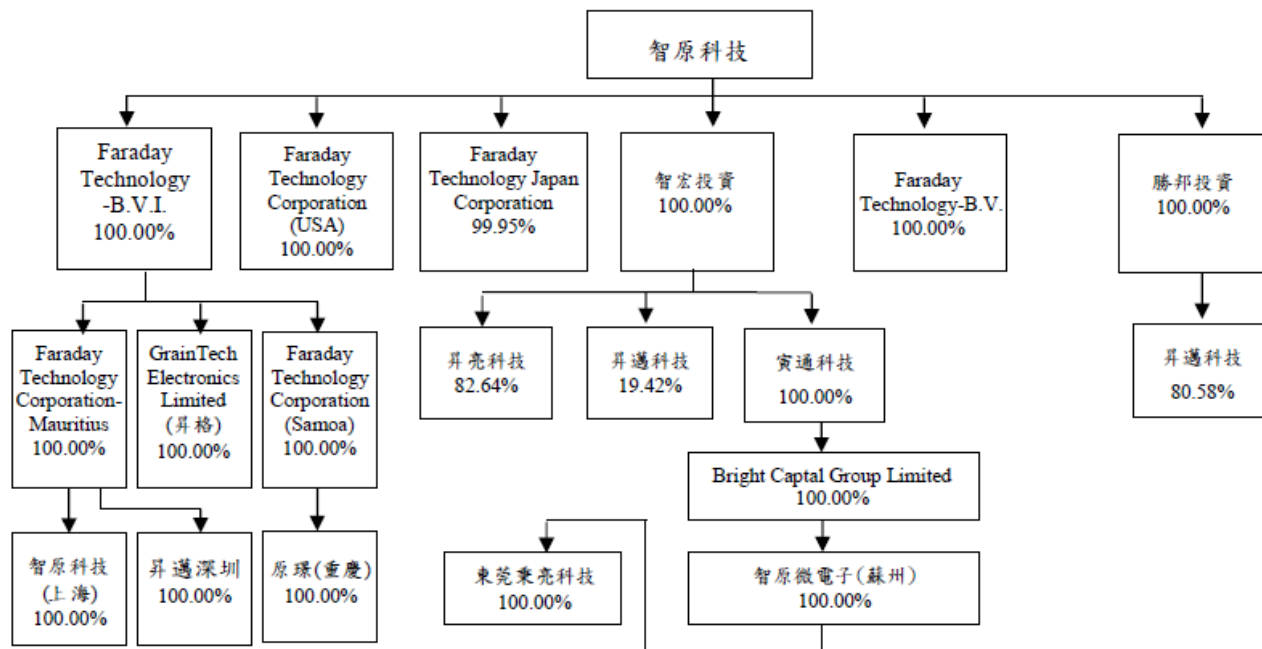 智原科技
Faraday
Technology
-B.V.I.
100.00%
Faraday
Technology
Corporation
(USA)
100.00%
Faraday
Technology Japan
Corporation
99.95%
智宏投資
100.00%
Faraday
Technology-B.V.
100.00%
勝邦投資
100.00%
Faraday
Technology
Corporation-
Mauritius
100.00%
GrainTech
Electronics
Limited
(昇格)
100.00%
Faraday
Technology
Corporation
(Samoa)
100.00%
昇亮科技
82.64%
昇邁科技
19.42%
寅通科技
100.00%
昇邁科技
80.58%
Bright Captal Group Limited
100.00%
智原科技
(上海)
100.00%
昇邁深圳
100.00%
原璟(重慶)
100.00%
東莞秉亮科技
100.00%
智原微電子(蘇州)
100.00%